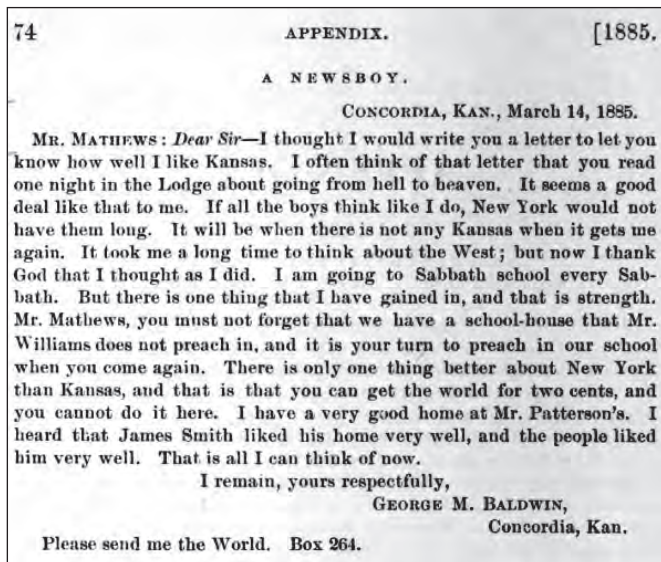 74 APPENDIX. [1885.
A NEWSBOY.
CONCORDIA, KAN., March 14, 1885.
MR. MATHEWS: Dear Sir—I thought I would write you a letter to let you
know how well I like Kansas. I often think of that letter that you read
one night in the Lodge about going from hell to heaven. It seems a good
deal like that to me. If all the boys think like I do, New York would not
have them long. It will be when there is not any Kansas when it gets me
again. It took me a long time to think about the West; but now I thank
God that I thought as I did. I am going to Sabbath school every Sab-
bath. But there is one thing that I have gained in, and that is strength.
Mr. Mathews, you must not forget that we have a school-house that Mr.
Williams does not preach in, and it is your turn to preach in our school
when you come again. There is only one thing better about New York
than Kansas, and that is that you can get the world for two cents, and
you cannot do it here. I have a very good home at Mr. Patterson's. I
heard that James Smith liked his home very well, and the people liked
him very well. That is all I can think of now.
I remain, yours respectfully,
GEORGE M. BALDWIN,
Concordia, Kan.
Please send me the World. Box 264.